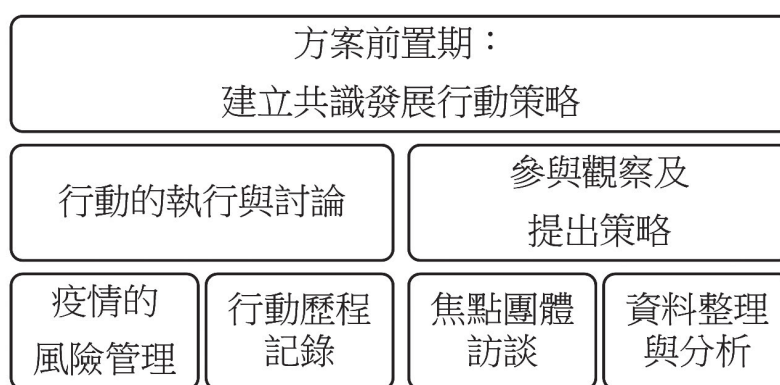 方案前置期：
建立共識發展行動策略
行動的執行與討論
參與觀察及
提出策略
疫情的
風險管理
行動歷程
記錄
焦點團體
訪談
資料整理
與分析